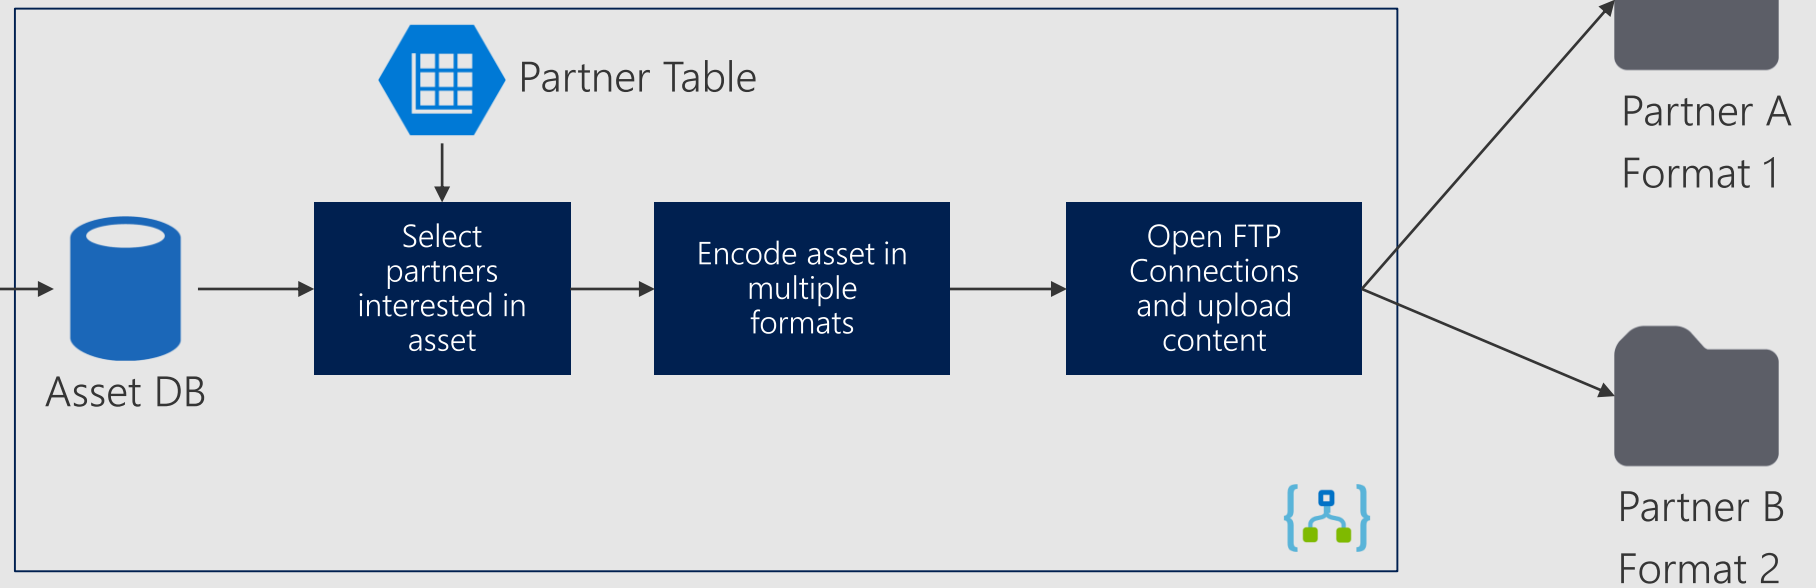 Partner Table
Partner A
Format 1
Asset DB
Select
partners
interested in
asset
Encode asset in
multiple
formats
Open FTP
Connections
and upload
content
Partner B
Format 2